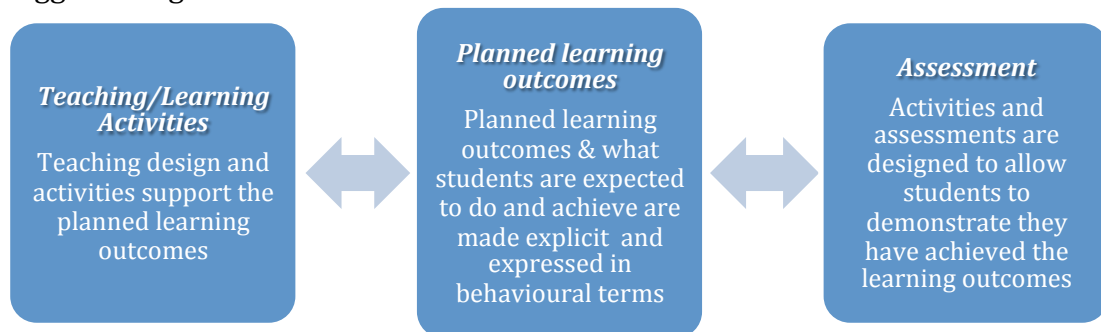 Teaching/Learning
Activities
Teaching design and
activities support the
planned learning
outcomes
Planned learning
outcomes
Planned learning
outcomes & what
students are expected
to do and achieve are
made explicit and
expressed in
behavioural terms
Assessment
Activities and
assessments are
designed to allow
students to
demonstrate they
have achieved the
learning outcomes